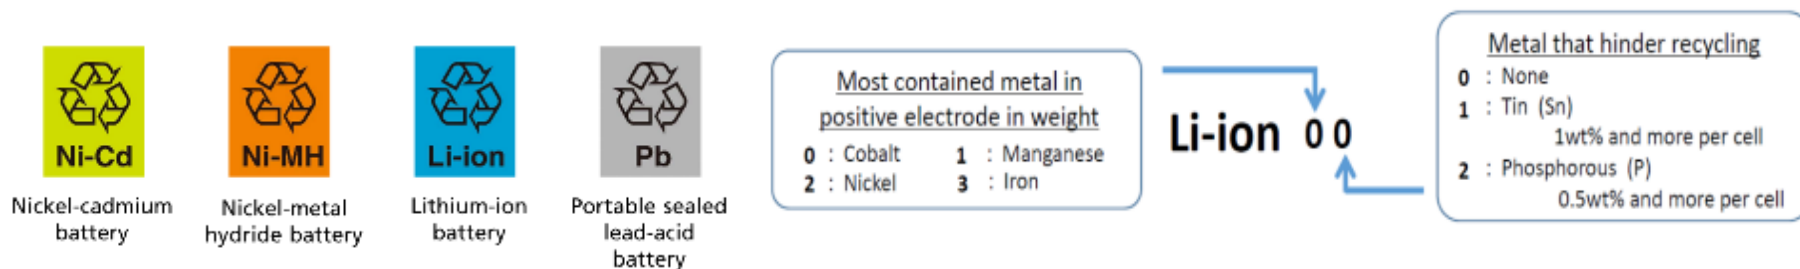 Ni-Cd
Nickel-cadmium
battery
Ni-MH
Nickel-metal
hydride battery
Li-ion
Lithium-ion
battery
Pb
Portable sealed
lead-acid
battery
Most contained metal in
positive electrode in weight
0 : Cobalt 1 : Manganese
2 : Nickel 3 : Iron
Li-ion 0 0
Metal that hinder recycling
0 : None
1 : Tin (Sn)
1wt% and more per cell
2 : Phosphorous (P)
0.5wt% and more per cell